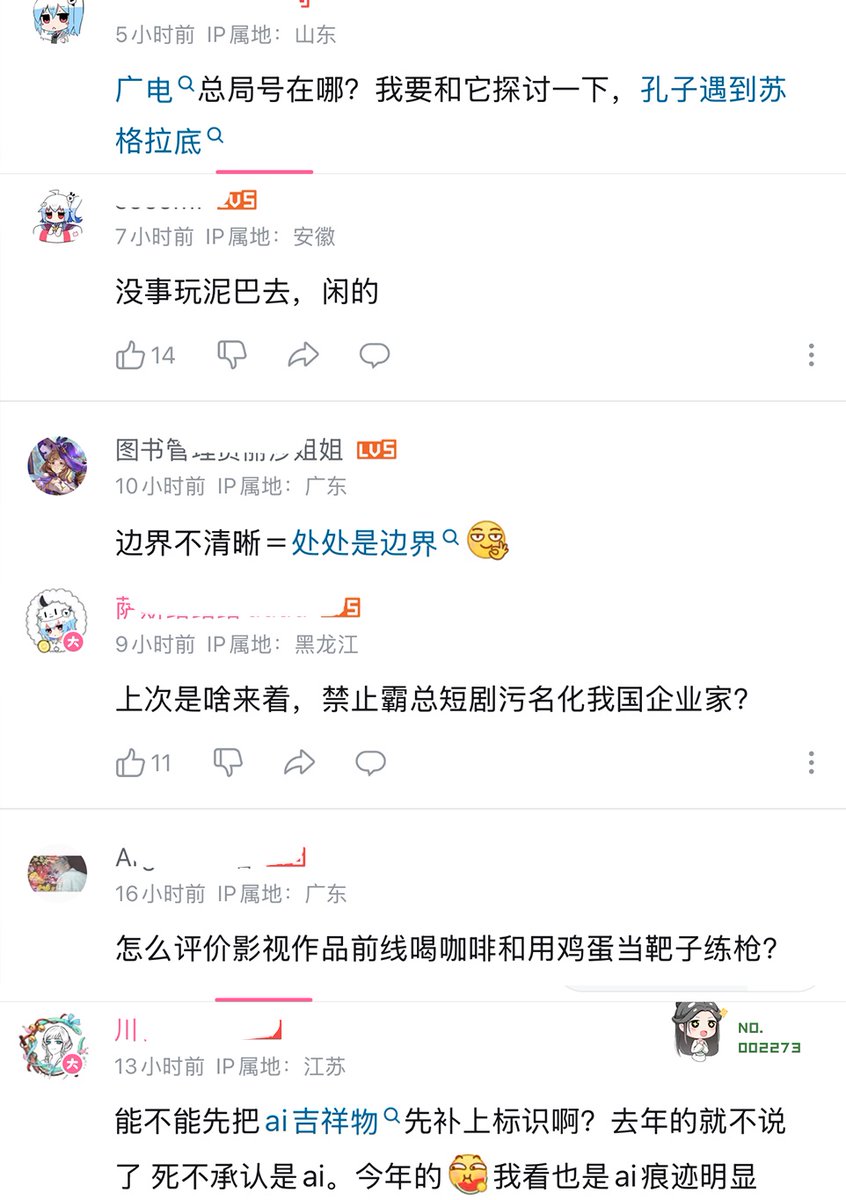 5小时前 IP属地：山东
广电总局号在哪？我要和它探讨一下，孔子遇到苏
格拉底
LV5
7小时前 IP属地：安徽
没事玩泥巴去，闲的
14
图书管理员丽莎姐姐 LV5
10小时前 IP属地：广东
边界不清晰＝处处是边界
萨
9小时前 IP属地：黑龙江
大
上次是啥来着，禁止霸总短剧污名化我国企业家？
11
A
16小时前 IP属地：广东
怎么评价影视作品前线喝咖啡和用鸡蛋当靶子练枪？
川
NO.
002273
13小时前 IP属地：江苏
大
能不能先把ai吉祥物先补上标识啊？去年的就不说
了 死不承认是ai。今年的我看也是ai痕迹明显